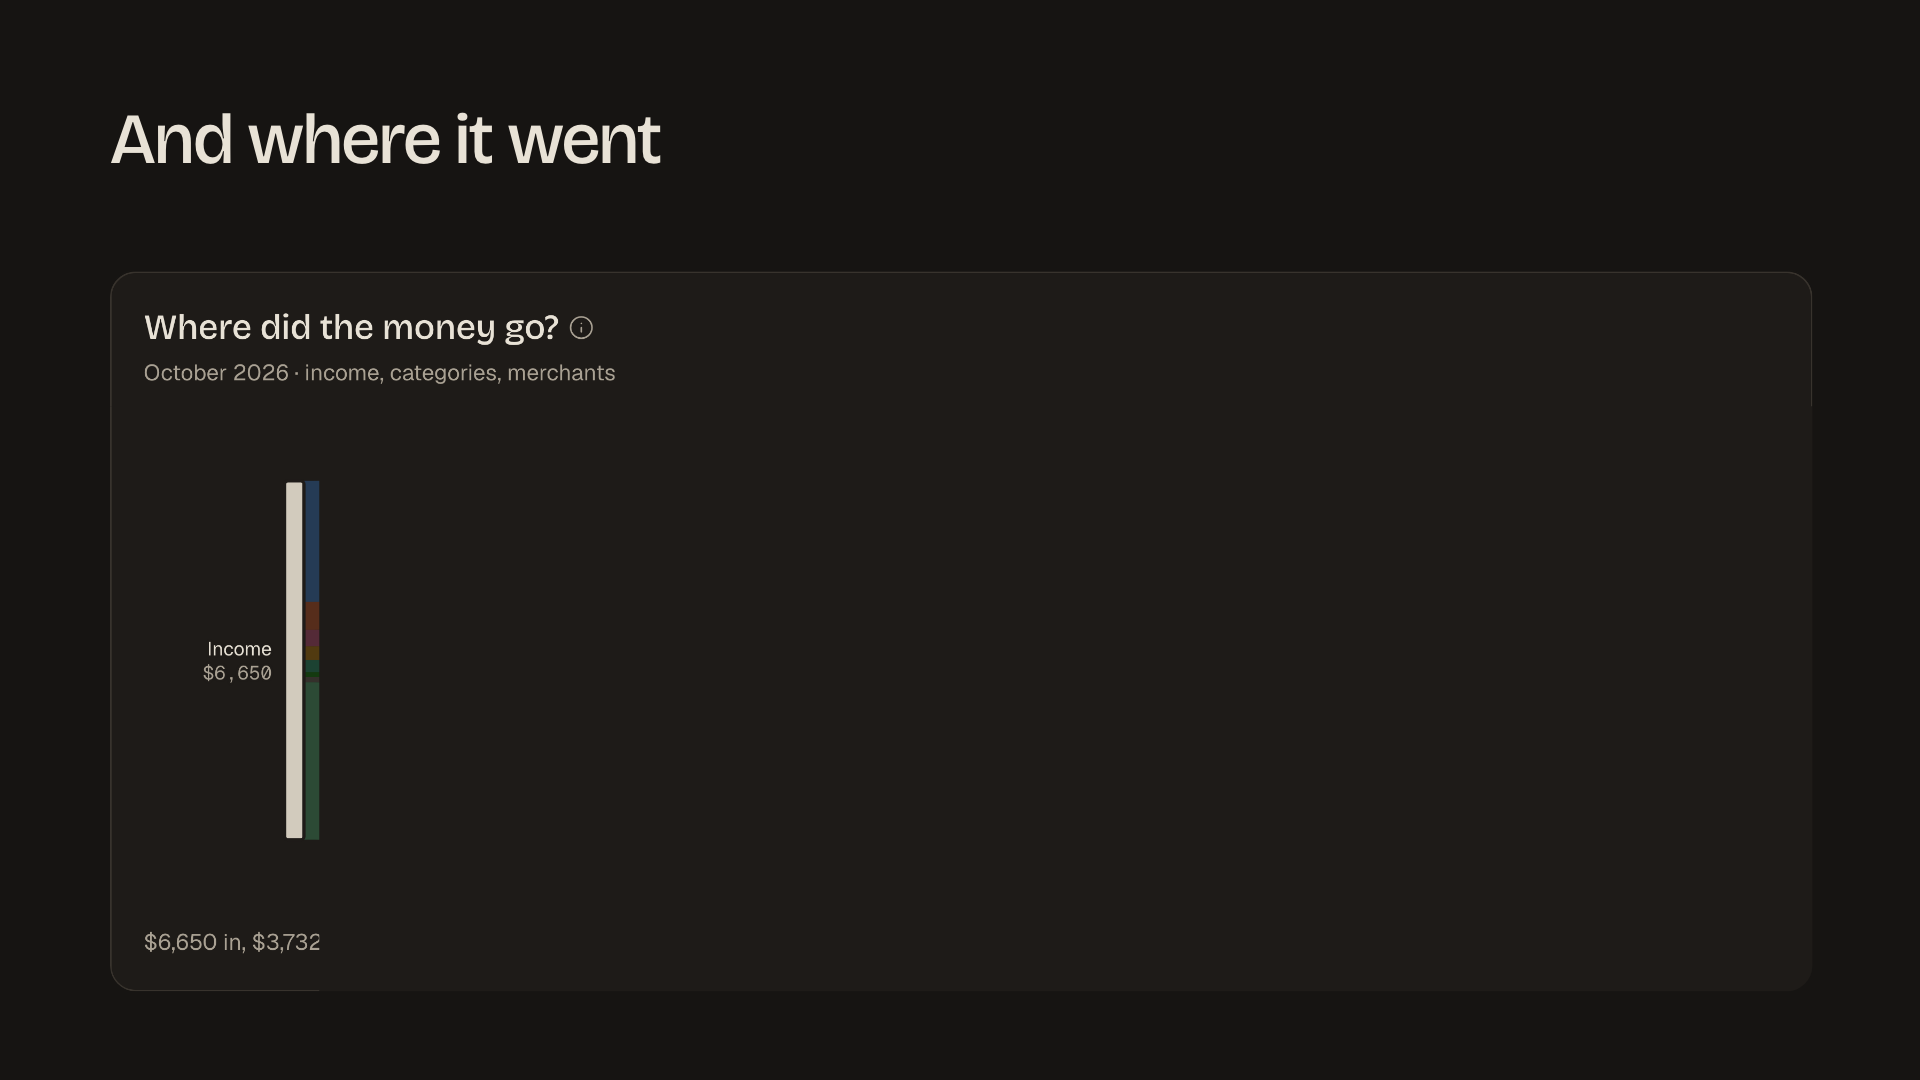 And where it went
Where did the money go?
October 2026 · income, categories, merchants
Income
$6,650
$6,650 in, $3,732